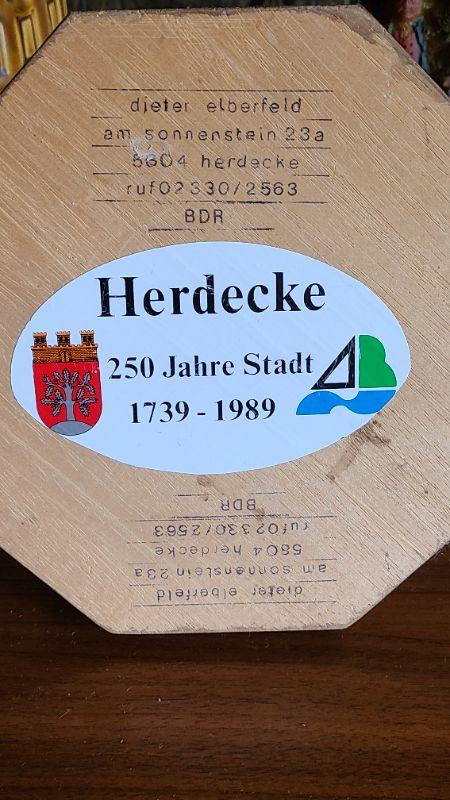 dieter elberfeld
am sonnenstein 23a
5804 herdecke
ruf02330/2563
BDR
Herdecke
250 Jahre Stadt
1739 - 1989
BDR
ruf02330/2563
5804 herdecke
am sonnenstein 23a
dieter elberfeld